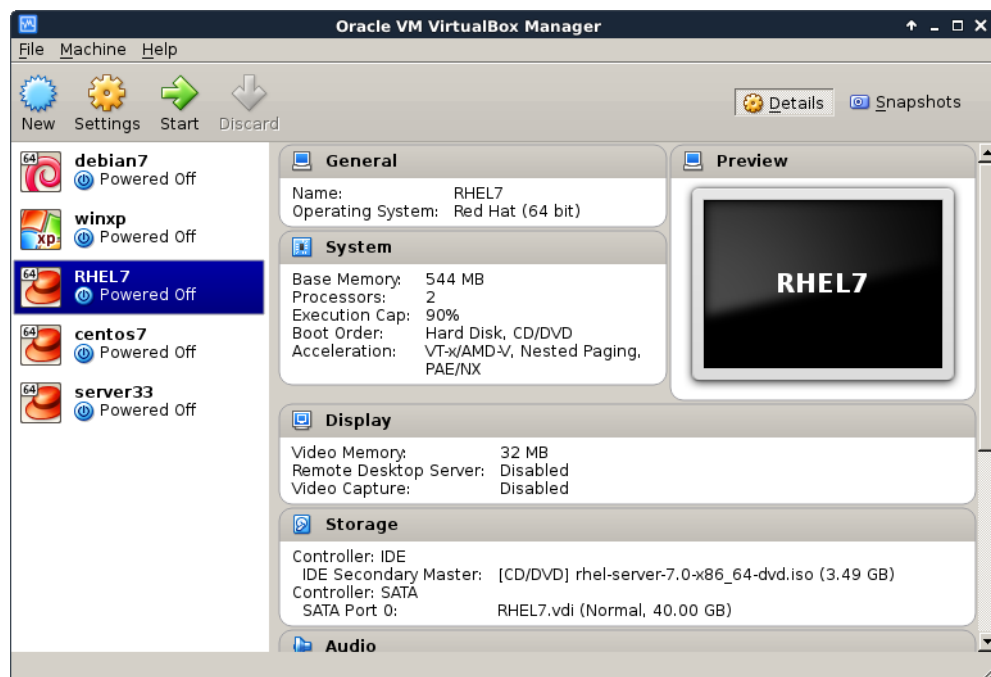 Oracle VM VirtualBox Manager
File Machine Help
New Settings Start Discard
Details Snapshots
64 debian7
Powered Off
winxp
xp Powered Off
64 RHEL7
Powered Off
64 centos7
Powered Off
64 server33
Powered Off
General
Name: RHEL7
Operating System: Red Hat (64 bit)
System
Base Memory: 544 MB
Processors: 2
Execution Cap: 90%
Boot Order: Hard Disk, CD/DVD
Acceleration: VT-x/AMD-V, Nested Paging,
PAE/NX
Preview
RHEL7
Display
Video Memory: 32 MB
Remote Desktop Server: Disabled
Video Capture: Disabled
Storage
Controller: IDE
IDE Secondary Master: [CD/DVD] rhel-server-7.0-x86_64-dvd.iso (3.49 GB)
Controller: SATA
SATA Port 0: RHEL7.vdi (Normal, 40.00 GB)
Audio